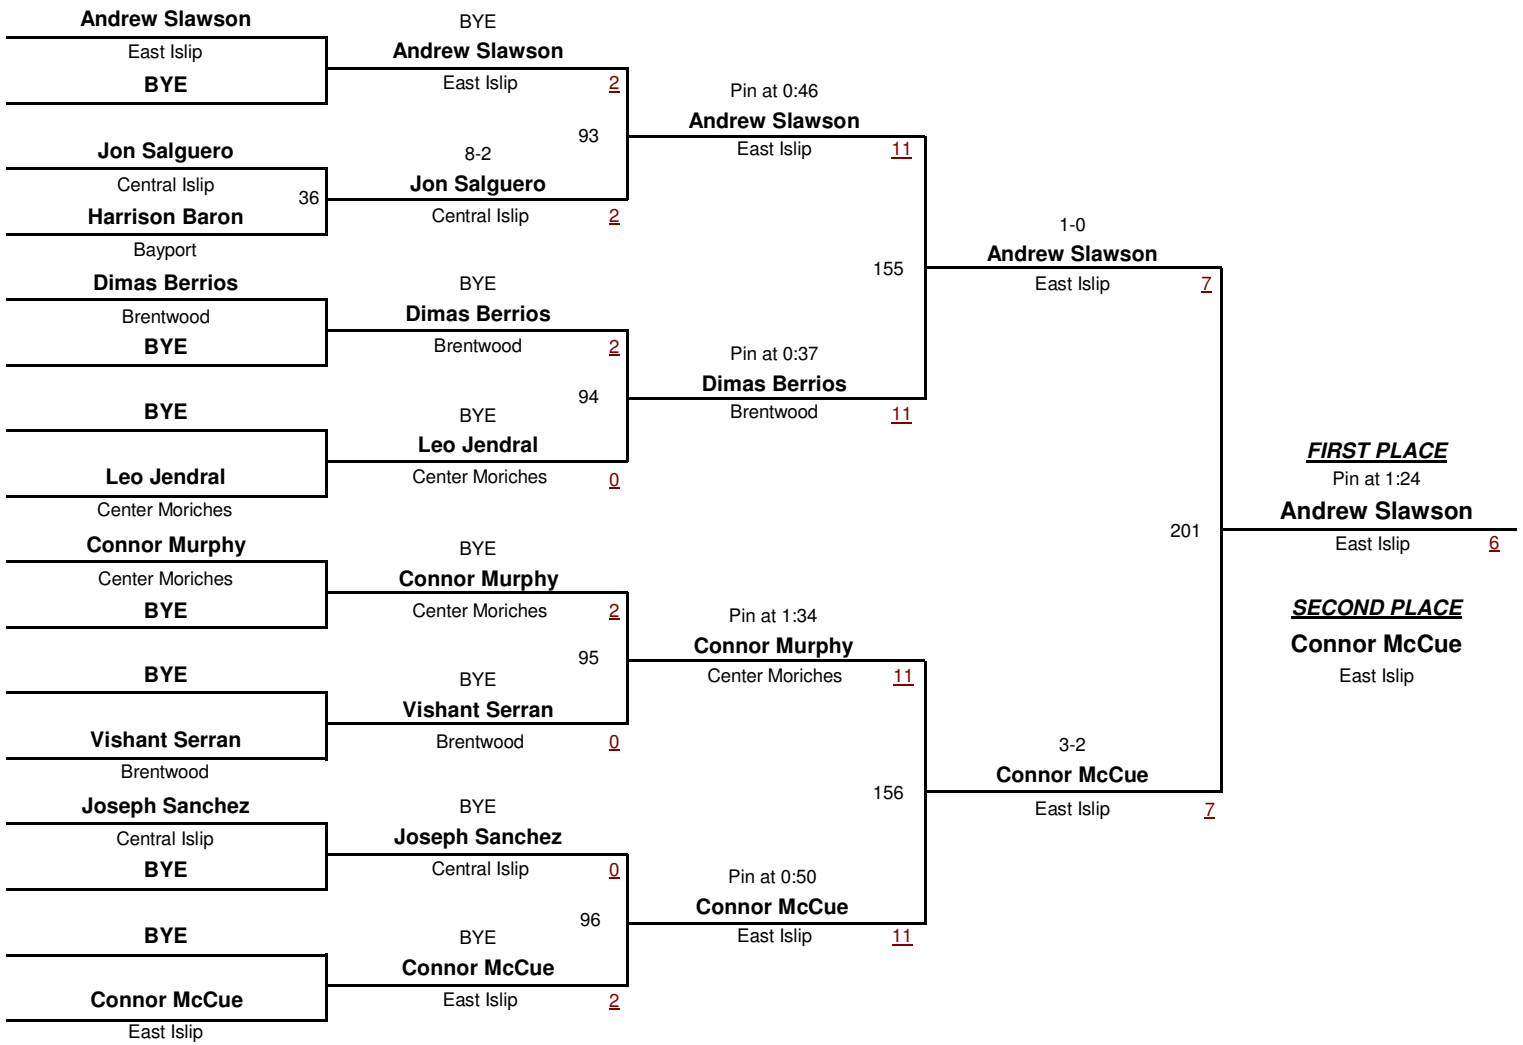 Andrew Slawson
East Islip
BYE
Jon Salguero
Central Islip
36
Harrison Baron
Bayport
Dimas Berrios
Brentwood
BYE
BYE
Leo Jendral
Center Moriches
Connor Murphy
Center Moriches
BYE
BYE
Vishant Serran
Brentwood
Joseph Sanchez
Central Islip
BYE
BYE
Connor McCue
East Islip
BYE
Andrew Slawson
East Islip 2
93
8-2
Jon Salguero
Central Islip 2
BYE
Dimas Berrios
Brentwood 2
94
BYE
Leo Jendral
Center Moriches 0
BYE
Connor Murphy
Center Moriches 2
95
BYE
Vishant Serran
Brentwood 0
BYE
Joseph Sanchez
Central Islip 0
96
BYE
Connor McCue
East Islip 2
Pin at 0:46
Andrew Slawson
East Islip 11
155
Pin at 0:37
Dimas Berrios
Brentwood 11
Pin at 1:34
Connor Murphy
Center Moriches 11
156
Pin at 0:50
Connor McCue
East Islip 11
1-0
Andrew Slawson
East Islip 7
201
3-2
Connor McCue
East Islip 7
FIRST PLACE
Pin at 1:24
Andrew Slawson
East Islip 6
SECOND PLACE
Connor McCue
East Islip